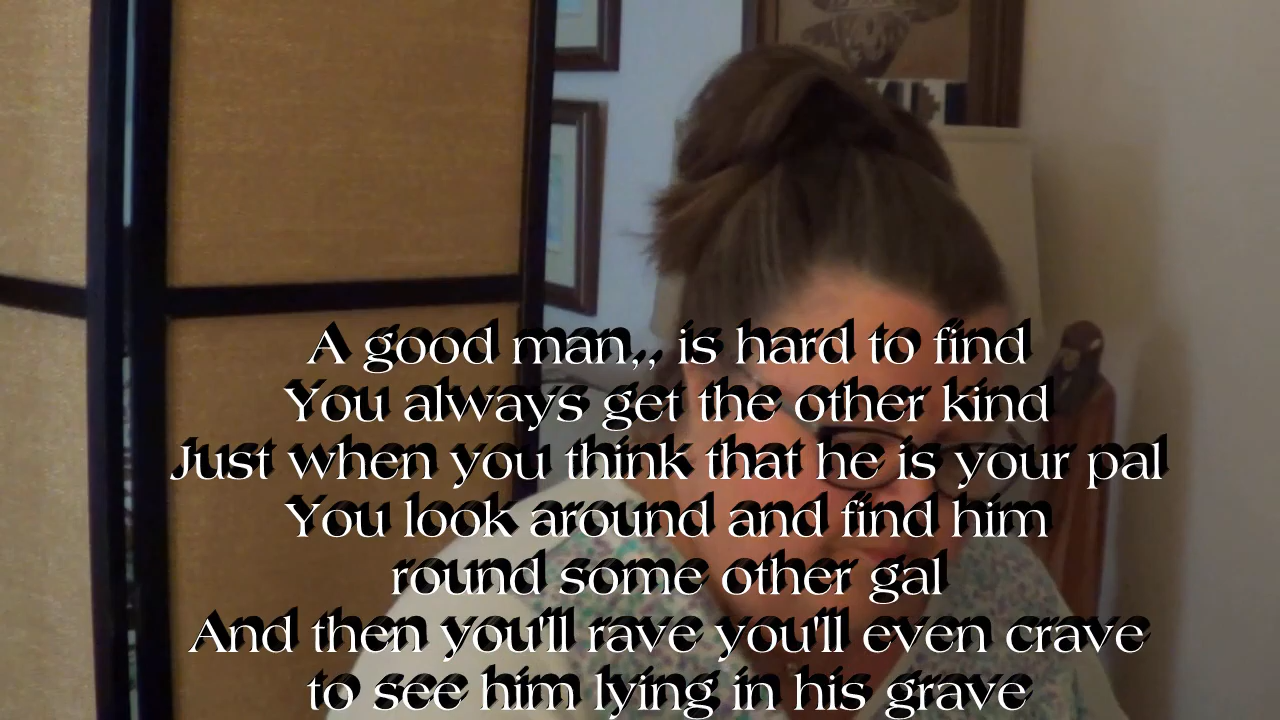 A good man,, is hard to find
You always get the other kind
Just when you think that he is your pal
You look around and find him
round some other gal
And then you'll rave you'll even crave
to see him lying in his grave